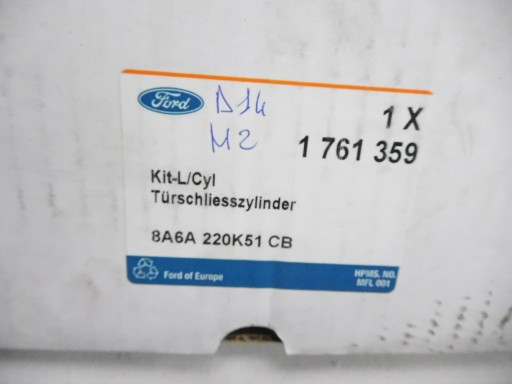 Ford D14 1 X
M2 1 761 359
Kit-L/Cyl
Türschliesszylinder
8A6A 220K51 CB
Ford of Europe HPMS. NO.
MFL 001